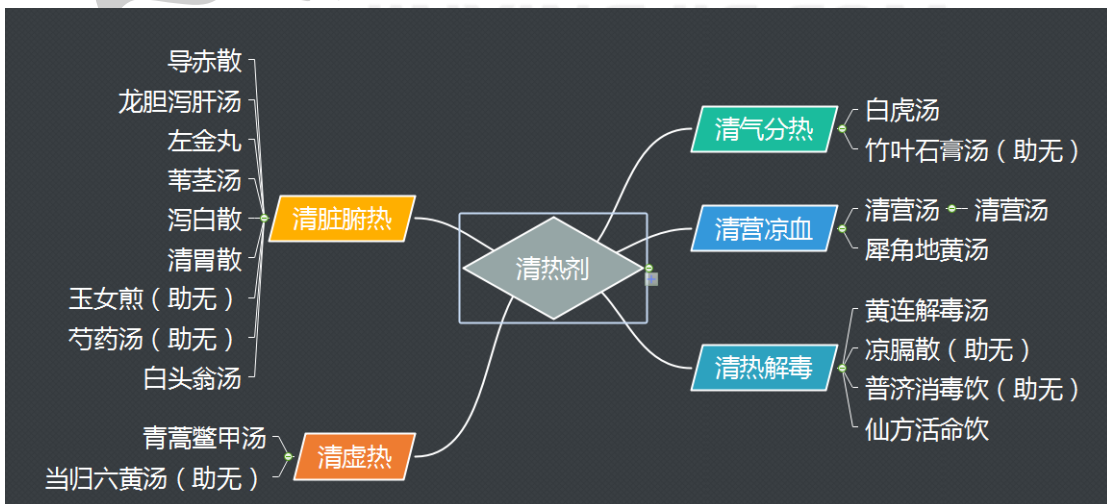 导赤散
龙胆泻肝汤
左金丸
苇茎汤
泻白散
清胃散
玉女煎（助无）
芍药汤（助无）
白头翁汤
清脏腑热
青蒿鳖甲汤
当归六黄汤（助无）
清虚热
清热剂
清气分热
白虎汤
竹叶石膏汤（助无）
清营凉血
清营汤 清营汤
犀角地黄汤
清热解毒
黄连解毒汤
凉膈散（助无）
普济消毒饮（助无）
仙方活命饮